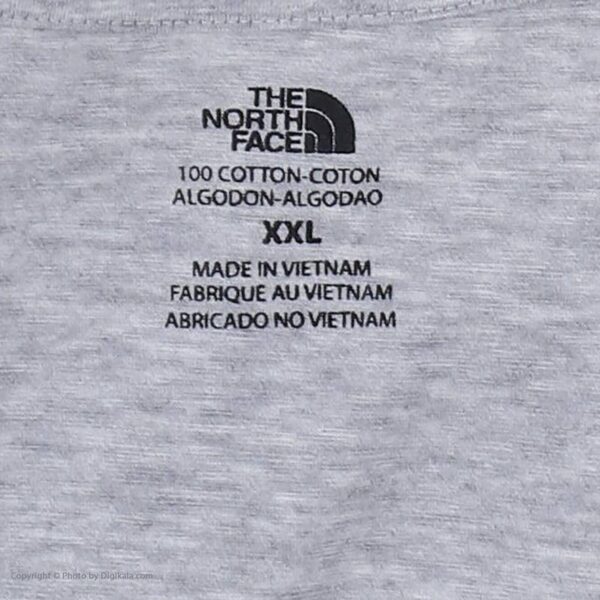 THE
NORTH
FACE
100 COTTON-COTON
ALGODON-ALGODAO
XXL
MADE IN VIETNAM
FABRIQUE AU VIETNAM
ABRICADO NO VIETNAM
Copyright © Photo by Digikala.com